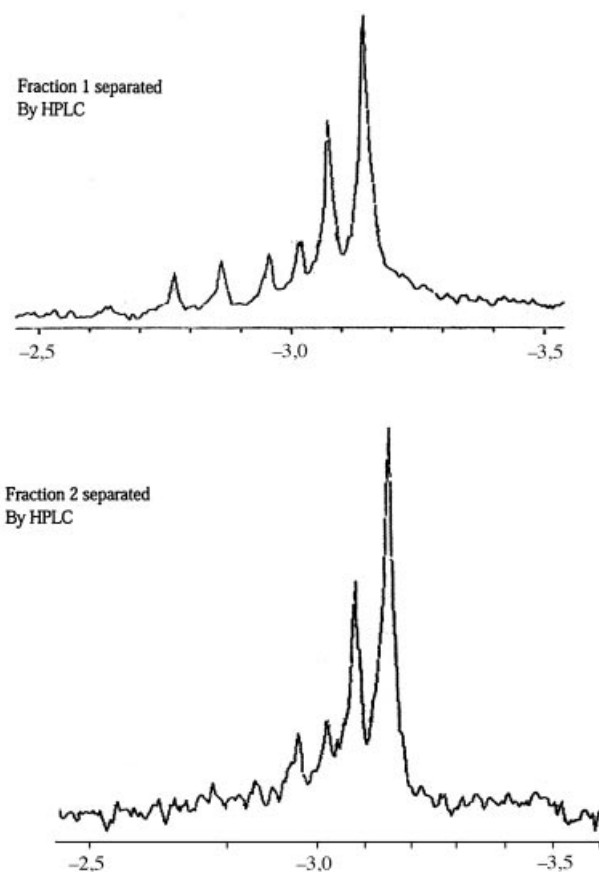 Fraction 1 separated
By HPLC
–2,5 –3,0 –3,5
Fraction 2 separated
By HPLC
–2,5 –3,0 –3,5